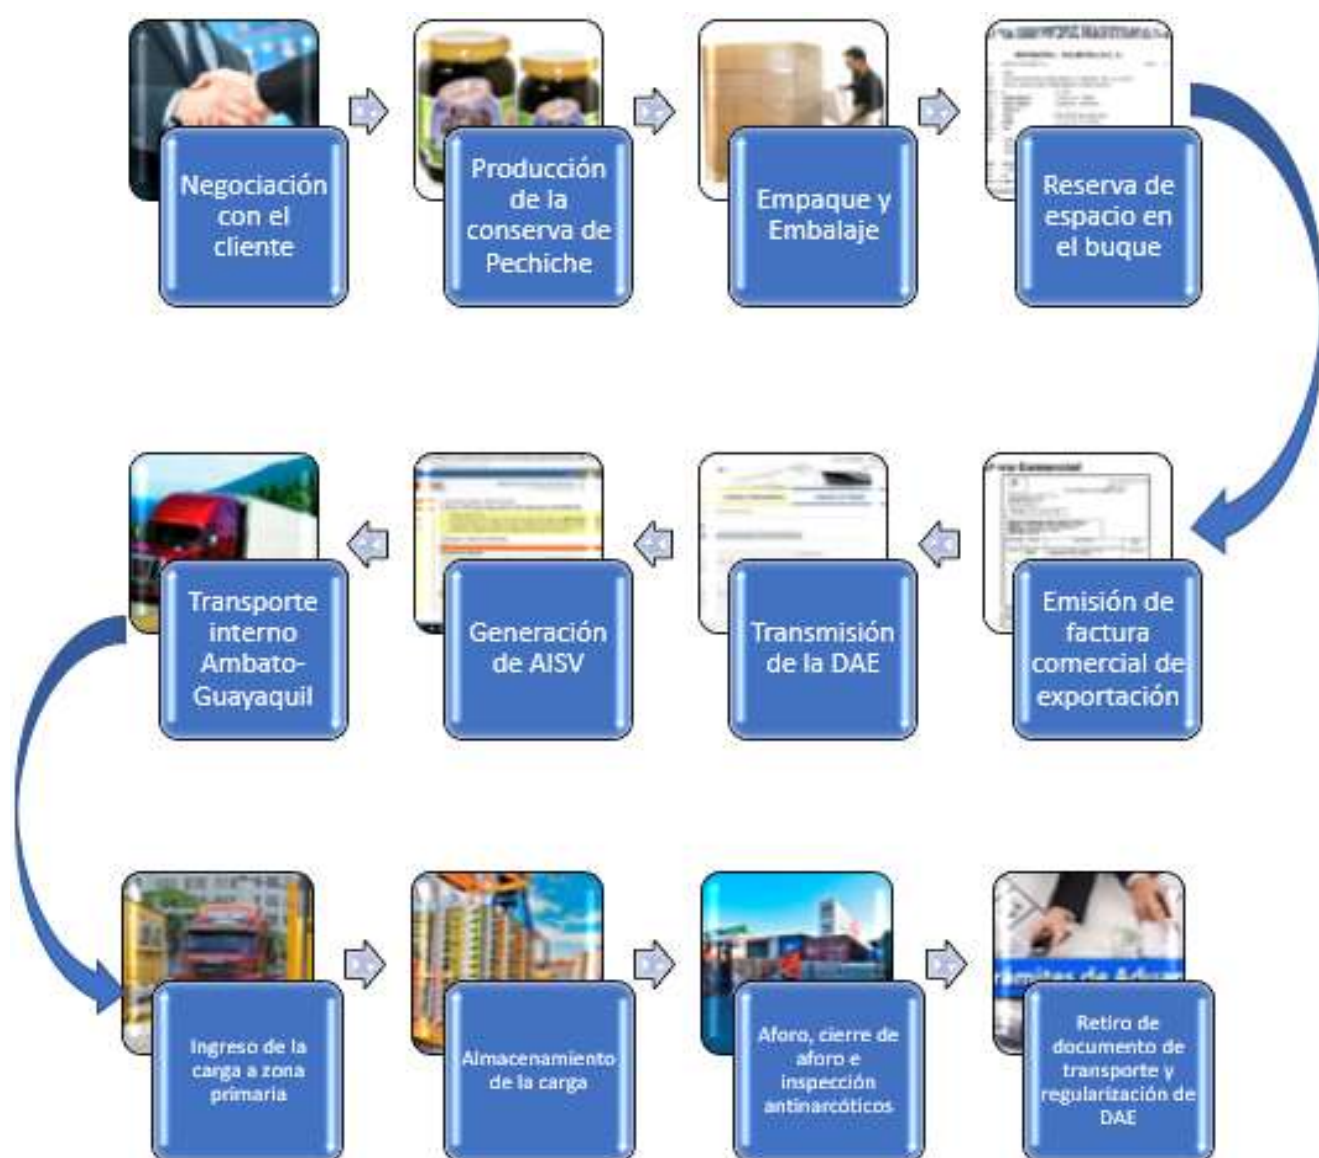 Negociación
con el
cliente
Producción
de la
conserva de
Pechiche
Empaque y
Embalaje
Reserva de
espacio en
el buque
Emisión de
factura
comercial de
exportación
Transmisión
de la DAE
Generación
de AISV
Transporte
interno
Ambato-
Guayaquil
Ingreso de la
carga a zona
primaria
Almacenamiento
de la carga
Aforo, cierre de
aforo e
inspección
antinarcóticos
Retiro de
documento de
transporte y
regularización de
DAE